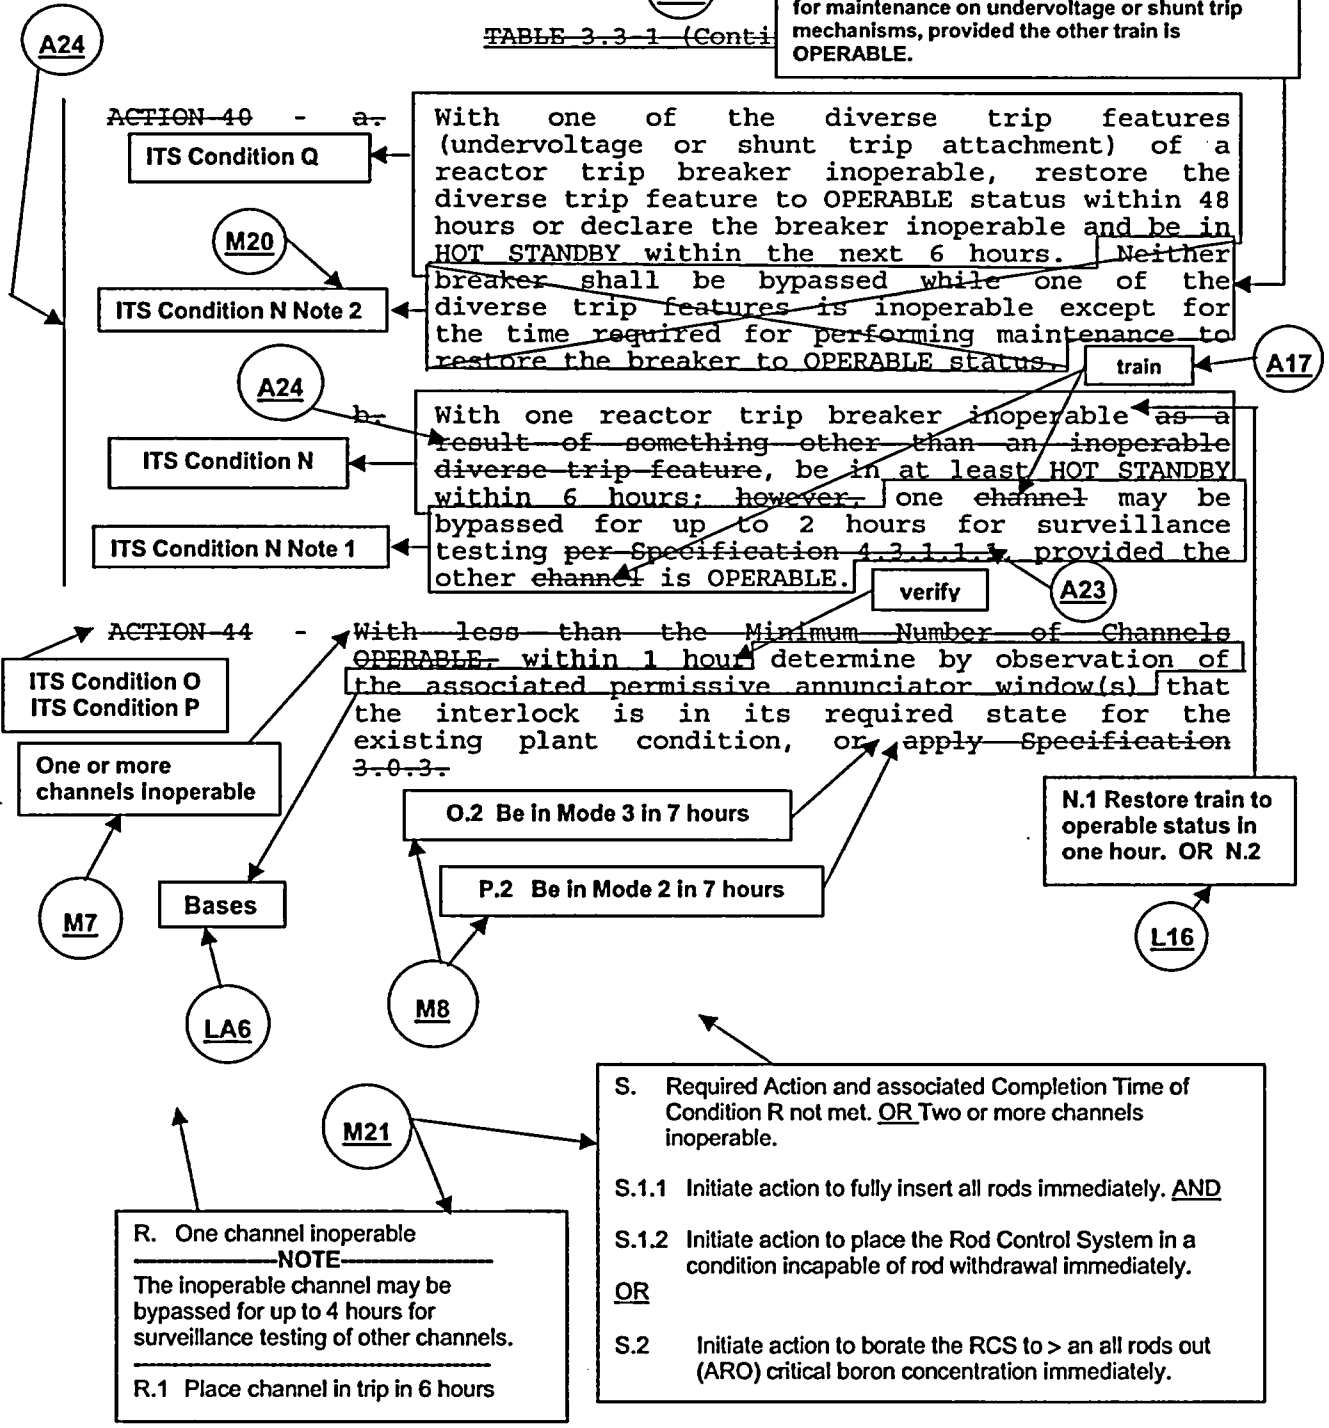 for maintenance on undervoltage or shunt trip
mechanisms, provided the other train is
OPERABLE.
TABLE 3.3-1 (Conti
A24
ACTION 40 - a.
With one of the diverse trip features
(undervoltage or shunt trip attachment) of a
reactor trip breaker inoperable, restore the
diverse trip feature to OPERABLE status within 48
hours or declare the breaker inoperable and be in
HOT STANDBY within the next 6 hours. Neither
breaker shall be bypassed while one of the
diverse trip features is inoperable except for
the time required for performing maintenance to
restore the breaker to OPERABLE status.
ITS Condition Q
M20
ITS Condition N Note 2
train
A17
A24
b.
With one reactor trip breaker inoperable as a
result of something other than an inoperable
diverse trip feature, be in at least HOT STANDBY
within 6 hours; however, one channel may be
bypassed for up to 2 hours for surveillance
testing per Specification 4.3.1.1.1, provided the
other channel is OPERABLE.
ITS Condition N
ITS Condition N Note 1
verify
A23
ACTION 44 -
With less than the Minimum Number of Channels
OPERABLE, within 1 hour determine by observation of
the associated permissive annunciator window(s) that
the interlock is in its required state for the
existing plant condition, or apply Specification
3.0.3.
ITS Condition O
ITS Condition P
One or more
channels inoperable
O.2 Be in Mode 3 in 7 hours
P.2 Be in Mode 2 in 7 hours
N.1 Restore train to
operable status in
one hour. OR N.2
M7
Bases
LA6
M8
L16
M21
S. Required Action and associated Completion Time of
Condition R not met. OR Two or more channels
inoperable.
S.1.1 Initiate action to fully insert all rods immediately. AND
S.1.2 Initiate action to place the Rod Control System in a
condition incapable of rod withdrawal immediately.
OR
S.2 Initiate action to borate the RCS to > an all rods out
(ARO) critical boron concentration immediately.
R. One channel inoperable
NOTE
The inoperable channel may be
bypassed for up to 4 hours for
surveillance testing of other channels.
R.1 Place channel in trip in 6 hours